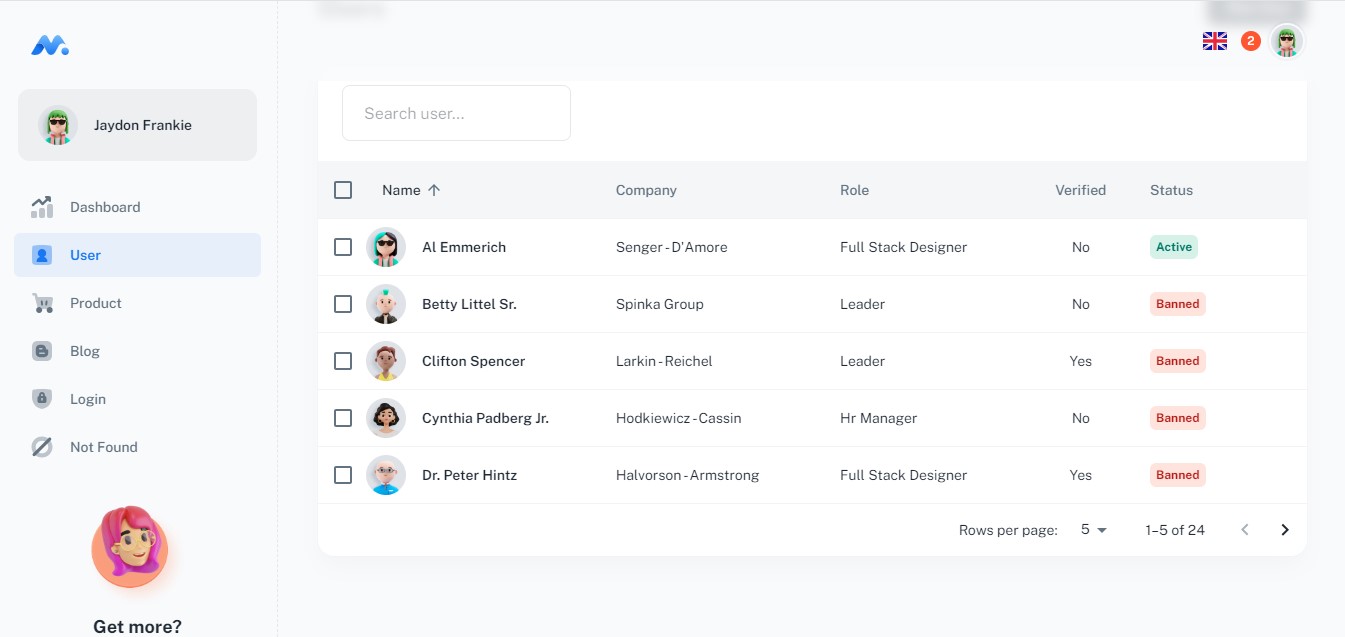 2
Jaydon Frankie
Dashboard
User
Product
Blog
Login
Not Found
Get more?
Search user...
Name Company Role Verified Status
Al Emmerich Senger - D'Amore Full Stack Designer No Active
Betty Littel Sr. Spinka Group Leader No Banned
Clifton Spencer Larkin - Reichel Leader Yes Banned
Cynthia Padberg Jr. Hodkiewicz - Cassin Hr Manager No Banned
Dr. Peter Hintz Halvorson - Armstrong Full Stack Designer Yes Banned
Rows per page: 5 1–5 of 24